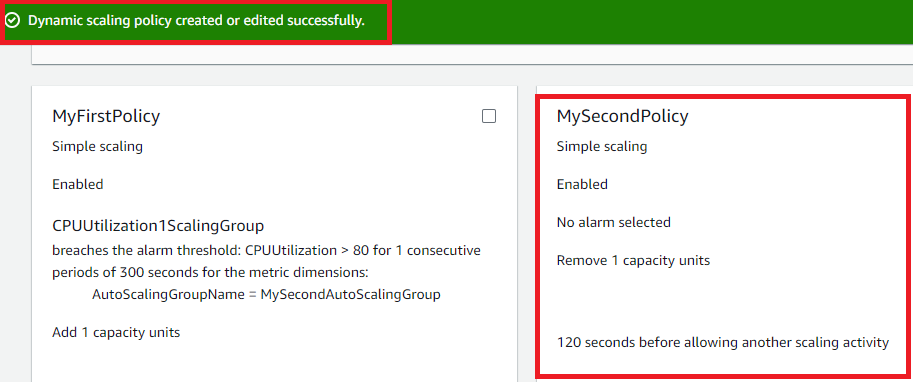 Dynamic scaling policy created or edited successfully.
MyFirstPolicy
Simple scaling
Enabled
CPUUtilization1ScalingGroup
breaches the alarm threshold: CPUUtilization > 80 for 1 consecutive
periods of 300 seconds for the metric dimensions:
AutoScalingGroupName = MySecondAutoScalingGroup
Add 1 capacity units
MySecondPolicy
Simple scaling
Enabled
No alarm selected
Remove 1 capacity units
120 seconds before allowing another scaling activity